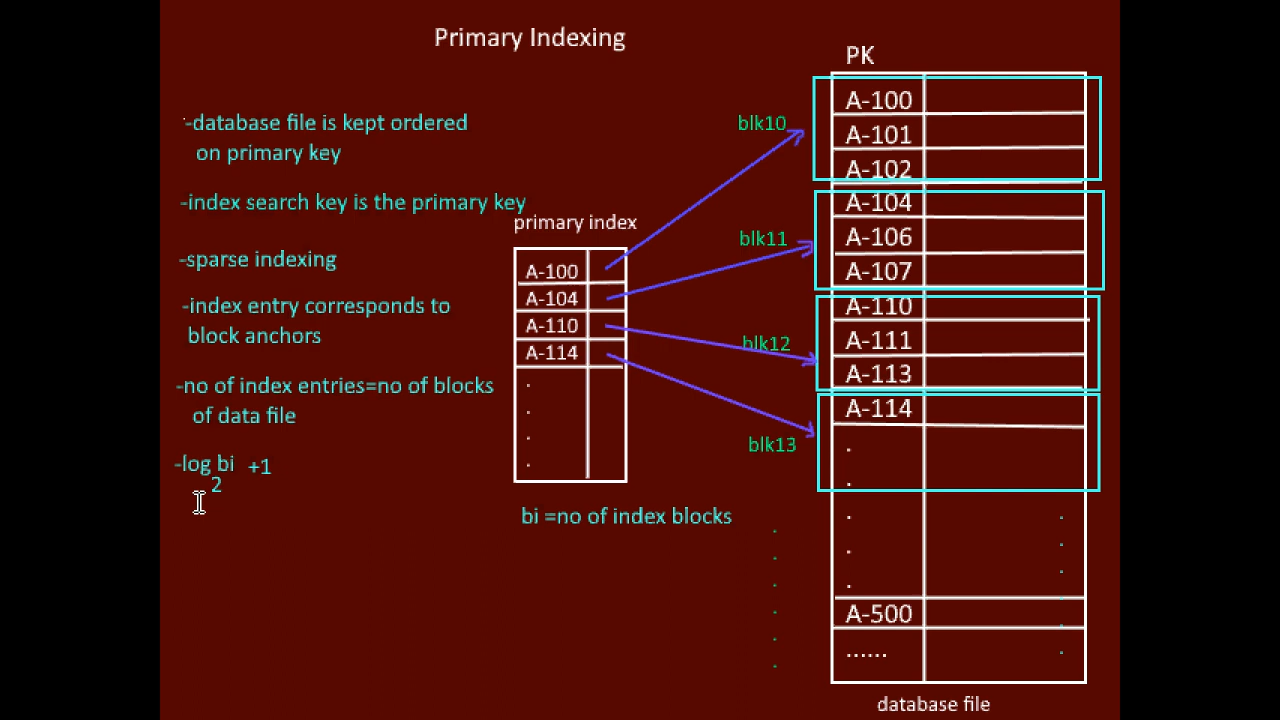 Primary Indexing
-database file is kept ordered
on primary key
-index search key is the primary key
-sparse indexing
-index entry corresponds to
block anchors
-no of index entries=no of blocks
of data file
-log bi +1
2
primary index
A-100
A-104
A-110
A-114
.
.
.
.
bi =no of index blocks
blk10
blk11
blk12
blk13
PK
A-100
A-101
A-102
A-104
A-106
A-107
A-110
A-111
A-113
A-114
.
.
.
.
.
A-500
......
database file